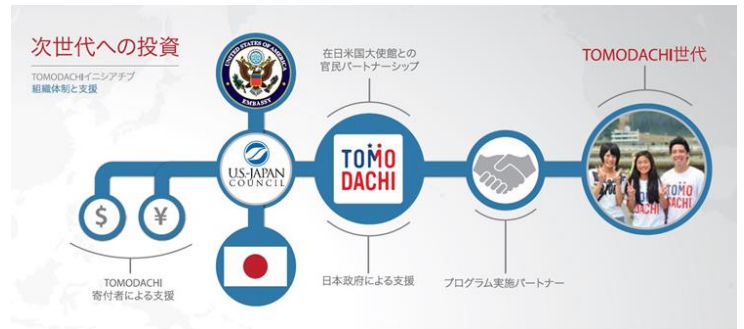 次世代への投資
TOMODACHIイニシアチブ
組織体制と支援
UNITED STATES OF AMERICA
EMBASSY
在日米国大使館との
官民パートナーシップ
TOMODACHI世代
U.S.-JAPAN
COUNCIL
TOMO
DACHI
$
¥
TOMO
DACHI
TOMO
DACHI
TOMODACHI
寄付者による支援
日本政府による支援
プログラム実施パートナー